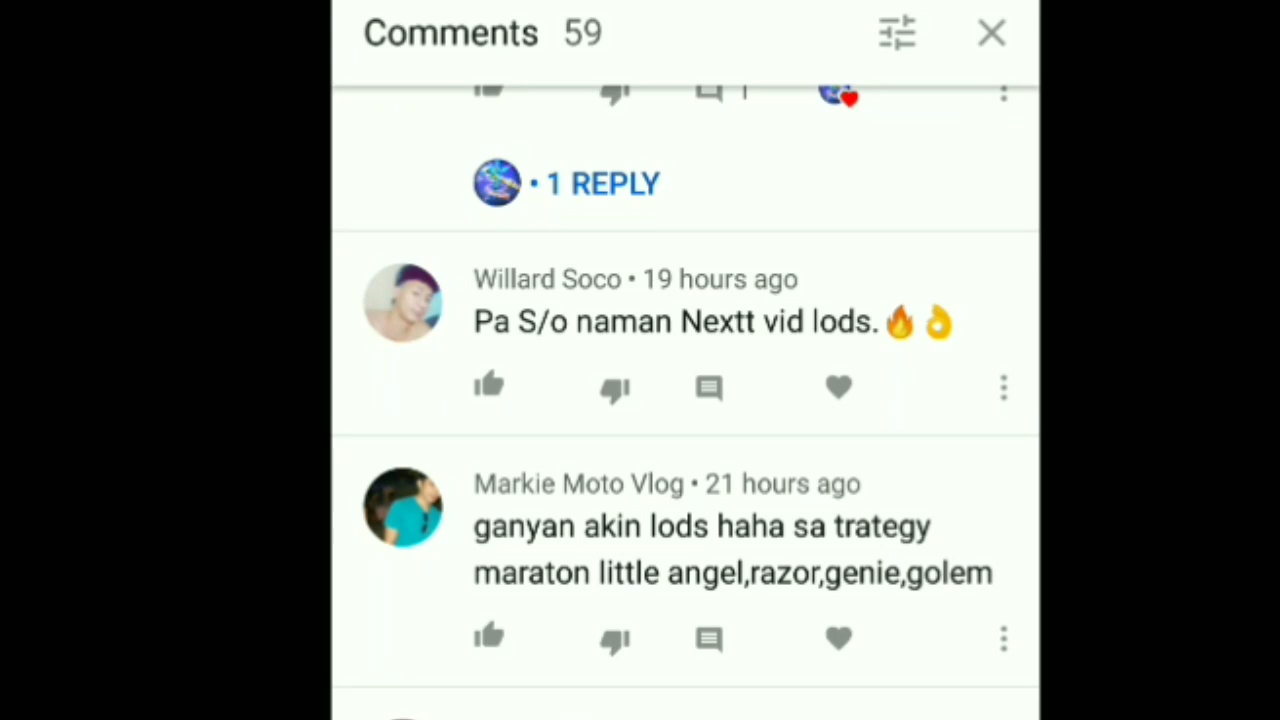 Comments 59
1
• 1 REPLY
Willard Soco • 19 hours ago
Pa S/o naman Nextt vid lods.🔥👌
Markie Moto Vlog • 21 hours ago
ganyan akin lods haha sa trategy
maraton little angel,razor,genie,golem